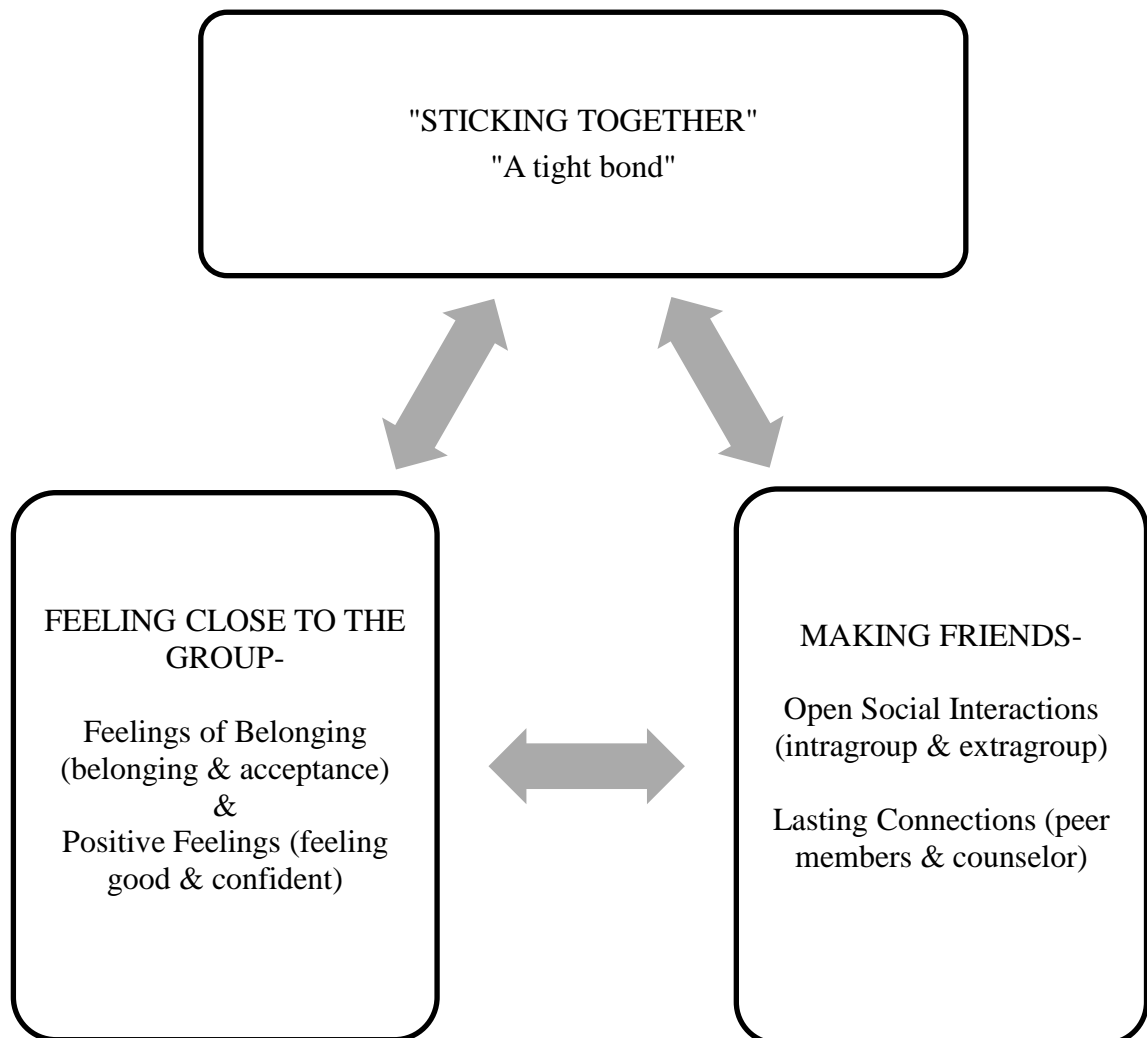 "STICKING TOGETHER"
"A tight bond"
FEELING CLOSE TO THE
GROUP-
Feelings of Belonging
(belonging & acceptance)
&
Positive Feelings (feeling
good & confident)
MAKING FRIENDS-
Open Social Interactions
(intragroup & extragroup)
Lasting Connections (peer
members & counselor)